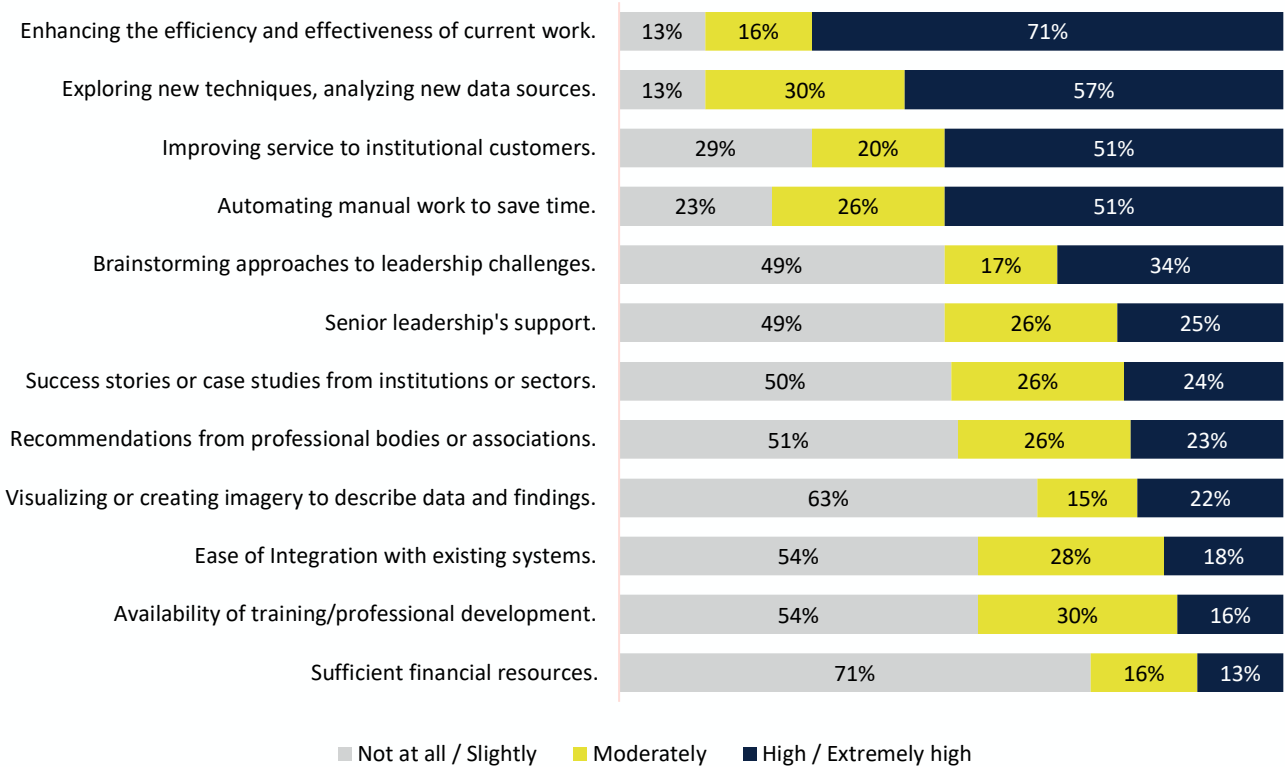 Enhancing the efficiency and effectiveness of current work. 13% 16% 71%
Exploring new techniques, analyzing new data sources. 13% 30% 57%
Improving service to institutional customers. 29% 20% 51%
Automating manual work to save time. 23% 26% 51%
Brainstorming approaches to leadership challenges. 49% 17% 34%
Senior leadership's support. 49% 26% 25%
Success stories or case studies from institutions or sectors. 50% 26% 24%
Recommendations from professional bodies or associations. 51% 26% 23%
Visualizing or creating imagery to describe data and findings. 63% 15% 22%
Ease of Integration with existing systems. 54% 28% 18%
Availability of training/professional development. 54% 30% 16%
Sufficient financial resources. 71% 16% 13%
Not at all / Slightly Moderately High / Extremely high